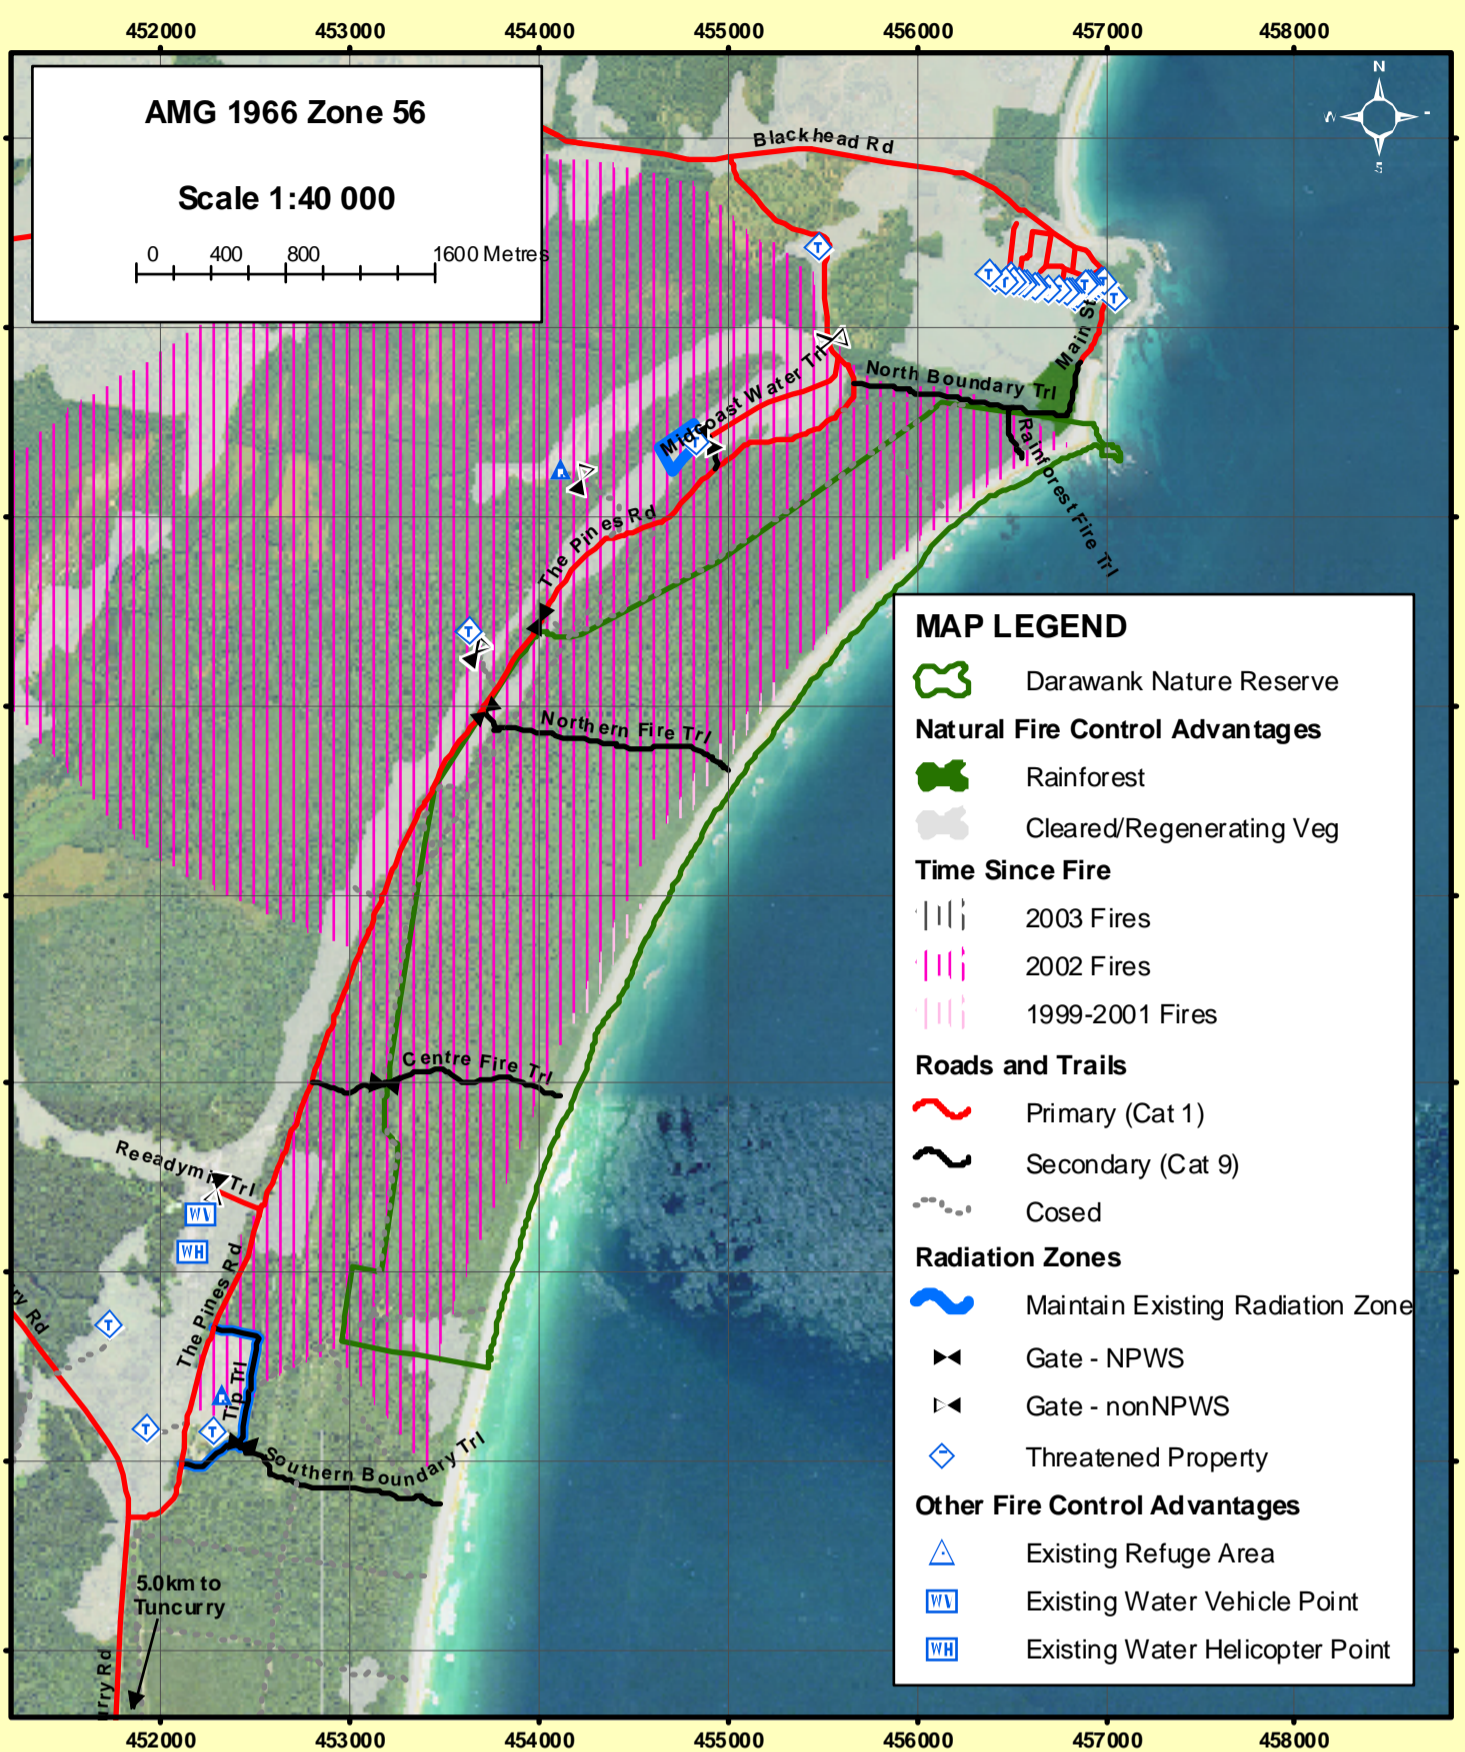 452000 453000 454000 455000 456000 457000 458000
AMG 1966 Zone 56
Scale 1:40 000
0 400 800 1600 Metres
N
W
S
Blackhead Rd
Main St
Midcoast Water Trl
North Boundary Trl
Rainforest Fire Trl
The Pines Rd
Northern Fire Trl
Centre Fire Trl
The Pines Rd
Tip Trl
Southern Boundary Trl
5.0km to
Tuncurry
ry Rd
urry Rd
WV
WH
MAP LEGEND
Darawank Nature Reserve
Natural Fire Control Advantages
Rainforest
Cleared/Regenerating Veg
Time Since Fire
2003 Fires
2002 Fires
1999-2001 Fires
Roads and Trails
Primary (Cat 1)
Secondary (Cat 9)
Cosed
Radiation Zones
Maintain Existing Radiation Zone
Gate - NPWS
Gate - nonNPWS
Threatened Property
Other Fire Control Advantages
Existing Refuge Area
WV Existing Water Vehicle Point
WH Existing Water Helicopter Point
452000 453000 454000 455000 456000 457000 458000